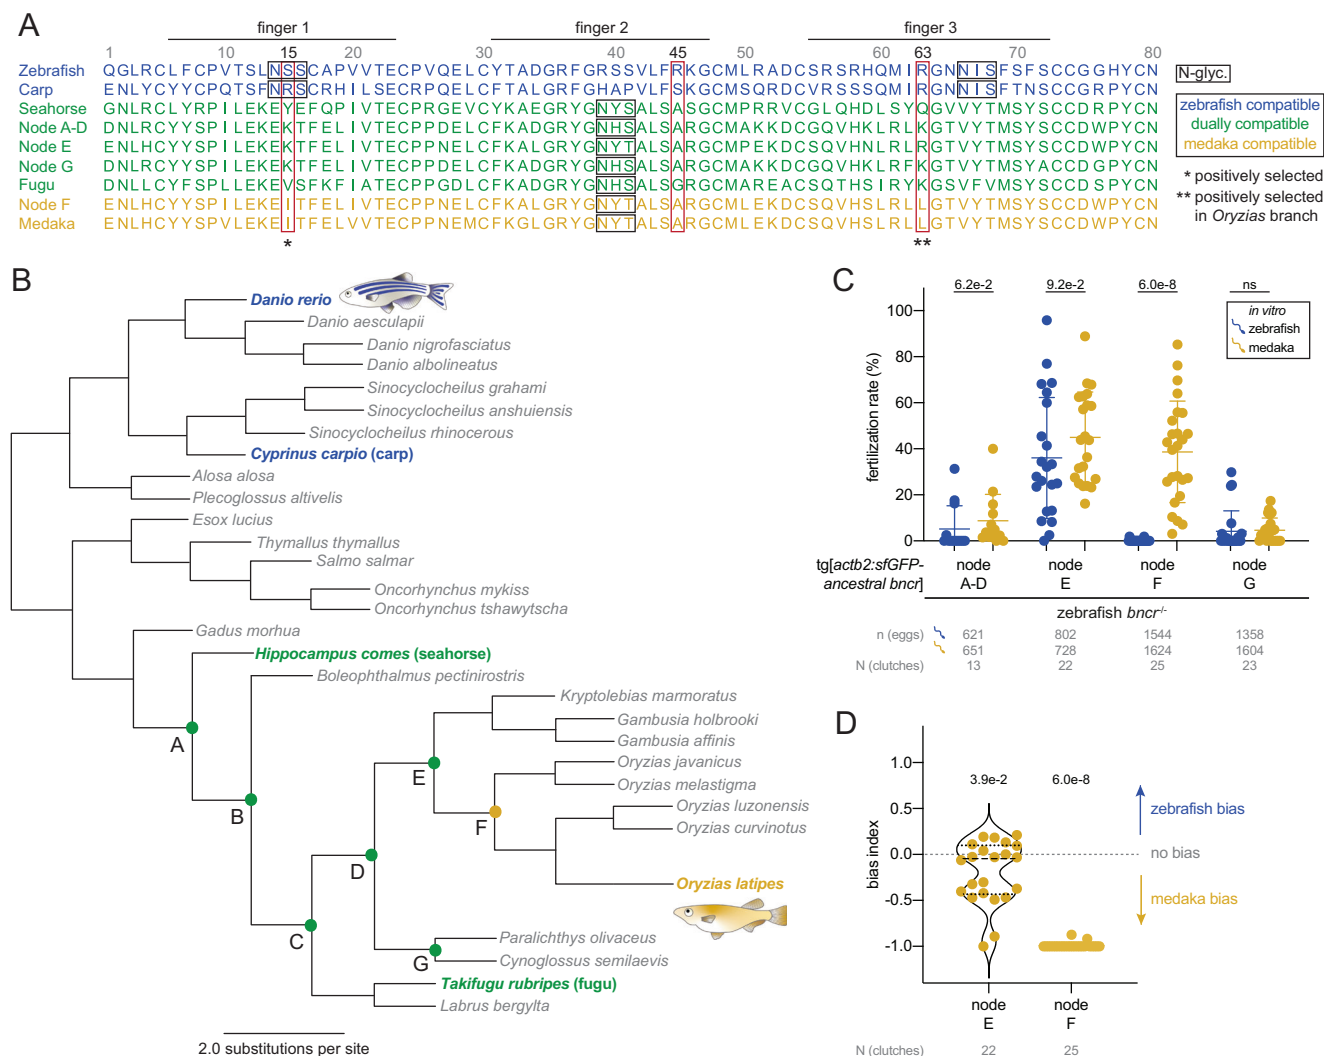 A
finger 1
finger 2
finger 3
1 10 15 20 30 40 45 50 60 63 70 80
Zebrafish QGLRCLFCPVTSLNSSCAPVVTECPVQELCYTADGRFGRSSVLFRKGCMLRADCSRSRHQMIRGNNISFSFSCCGGHYCN
Carp ENLYCYYCPQTSFNRSCRHILSECRPQELCFTADGRFGHAPVLFSKGCMLRVDCSRVRSSSQMIRGNNISFTNSCCGGRPYCN
Seahorse GNLRCLYRPILEKEYEFQPIVTECPRGEVCYKAEGRYGNYSALSASGCMPRRVCGLQHDLSYQGVVYTMSYSCCDRPYCN
Node A-D DNLRCYYSPILEKEKTFELIVTECPPDELCFKADGRYGNHSALSARGCMAKKDCSQVHKLRLKGTVYTMSYSCCDWPYCN
Node E DNLHCYYSPILEKEKTFELIVTECPPNELCFKADGRYGNYTALSARGCMPEKDCSQVHKLRLRGTVYTMSYSCCDWPYCN
Node G DNLRCYYSPILEKEKTFELIVTECPPDELCFKADGRYGNHSALSARGCMAKKDCGQVHKLRFKGTVYTMSYACCDGPYCN
Fugu DNLLCYFSPLLEKEVSFKFIATECPPGDLCFKADGRYGNHSALSGRGCMAREACSQTHSIRYKGSVFVMSYSCCDSPYCN
Node F ENLHCYYSPILEKEITFELVVTECPPNEMCFKGLGRYGNYTALSARGCMLEKDCSQVHSLRLLGTVYTMSYSCCDWPYCN
Medaka ENLHCYYSPVLEKEITFELVVTECPPNEMCFKGLGRYGNYTALSARGCMLEKDCSQVHSLRLLGTVYTMSYSCCDWPYCN
* **
N-glyc.
zebrafish compatible
dually compatible
medaka compatible
* positively selected
** positively selected
in Oryzias branch
B
Danio rerio
Danio aesculapii
Danio nigrofasciatus
Danio albolineatus
Sinocyclocheilus grahami
Sinocyclocheilus anshuiensis
Sinocyclocheilus rhinocerous
Cyprinus carpio (carp)
Alosa alosa
Plecoglossus altivelis
Esox lucius
Thymallus thymallus
Salmo salmar
Oncorhynchus mykiss
Oncorhynchus tshawytscha
Gadus morhua
Hippocampus comes (seahorse)
Boleophthalmus pectinirostris
Kryptolebias marmoratus
Gambusia holbrooki
Gambusia affinis
Oryzias javanicus
Oryzias melastigma
Oryzias luzonensis
Oryzias curvinotus
Oryzias latipes
Paralichthys olivaceus
Cynoglossus semilaevis
Takifugu rubripes (fugu)
Labrus bergylta
A
B
C
D
E
F
G
2.0 substitutions per site
C
6.2e-2 9.2e-2 6.0e-8 ns
in vitro
zebrafish
medaka
fertilization rate (%)
100
80
60
40
20
0
tg[actb2:sfGFP-
ancestral bncr]
node A-D
node E
node F
node G
zebrafish bncr-/-
n (eggs) 621 802 1544 1358
651 728 1624 1604
N (clutches) 13 22 25 23
D
bias index
1.0
0.5
0.0
-0.5
-1.0
3.9e-2 6.0e-8
zebrafish bias
no bias
medaka bias
node E
node F
N (clutches) 22 25